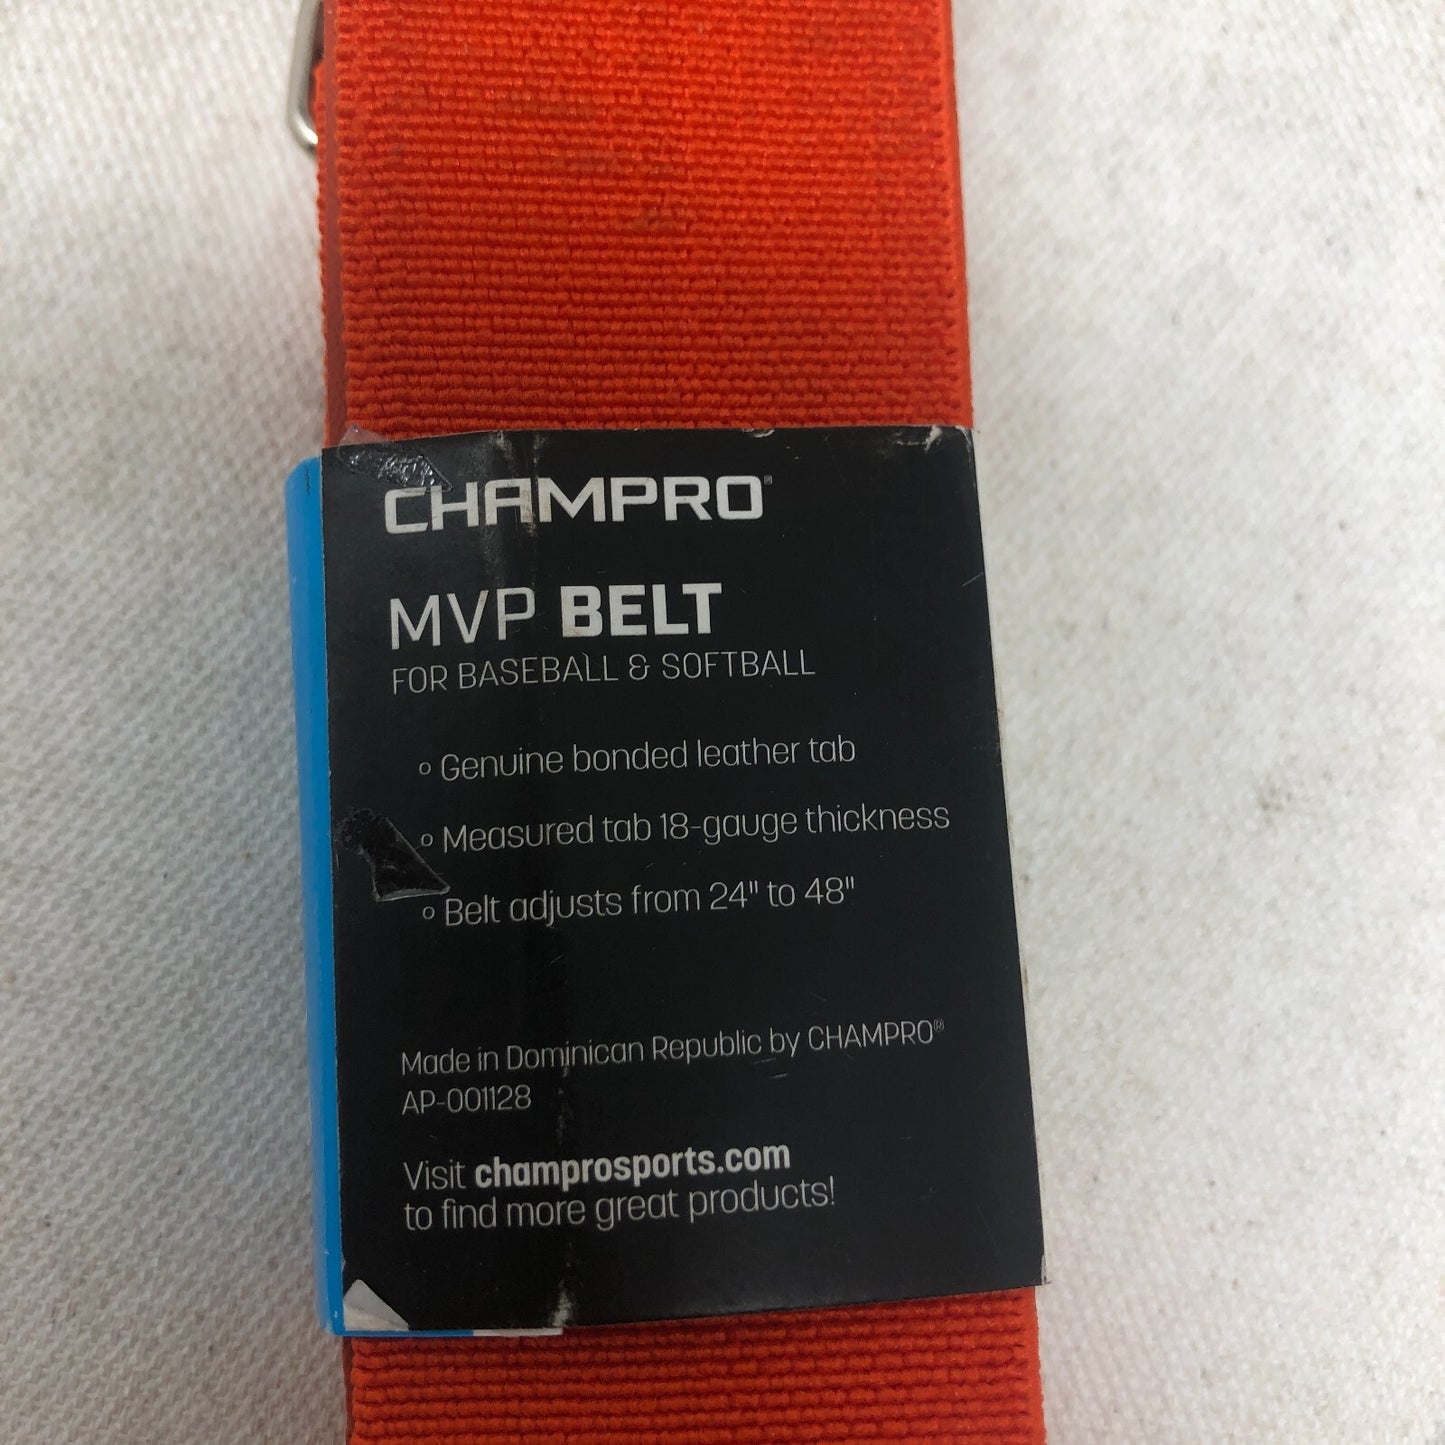 CHAMPRO®
MVP BELT
FOR BASEBALL & SOFTBALL
° Genuine bonded leather tab
° Measured tab 18-gauge thickness
° Belt adjusts from 24" to 48"
Made in Dominican Republic by CHAMPRO®
AP-001128
Visit champrosports.com
to find more great products!